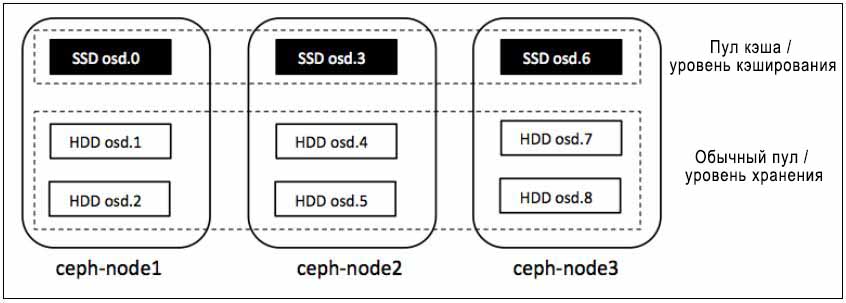 SSD osd.0
SSD osd.3
SSD osd.6
Пул кэша /
уровень кэширования
HDD osd.1
HDD osd.4
HDD osd.7
Обычный пул /
уровень хранения
HDD osd.2
HDD osd.5
HDD osd.8
ceph-node1
ceph-node2
ceph-node3